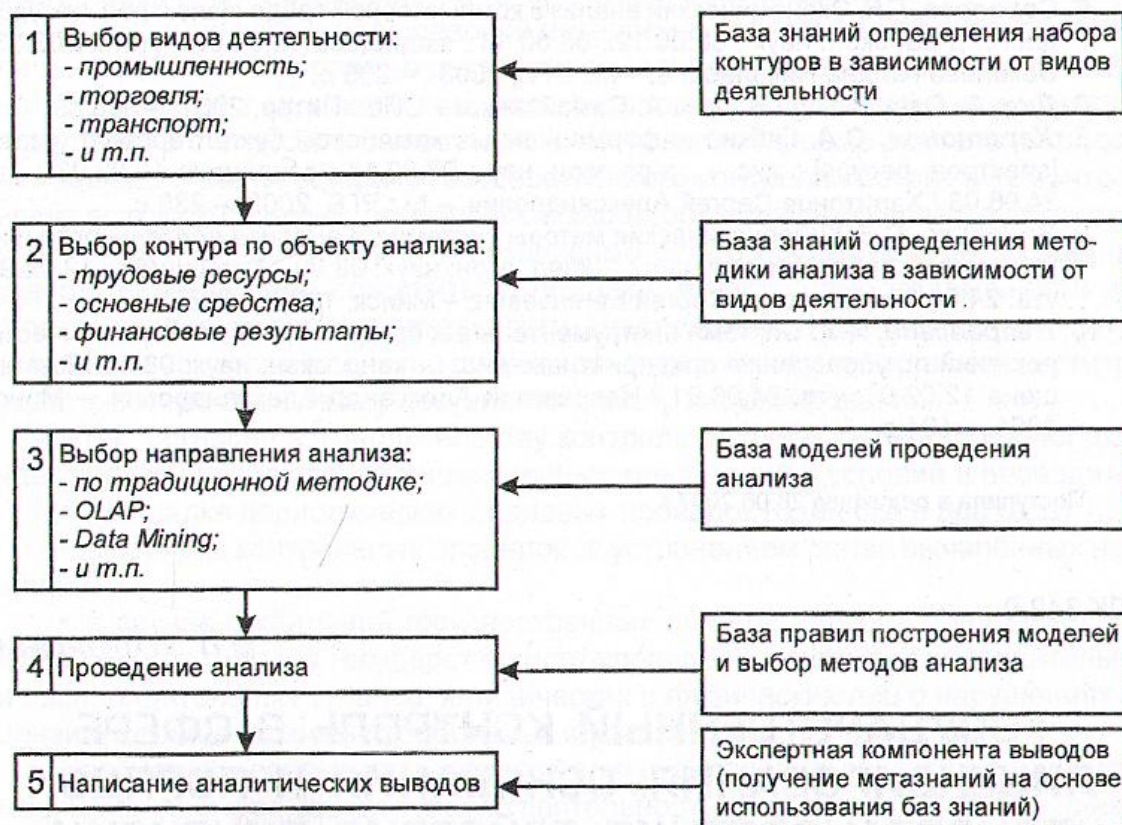 1 Выбор видов деятельности:
- промышленность;
- торговля;
- транспорт;
- и т.п.
База знаний определения набора
контуров в зависимости от видов
деятельности
2 Выбор контура по объекту анализа:
- трудовые ресурсы;
- основные средства;
- финансовые результаты;
- и т.п.
База знаний определения мето-
дики анализа в зависимости от
видов деятельности
3 Выбор направления анализа:
- по традиционной методике;
- OLAP;
- Data Mining;
- и т.п.
База моделей проведения
анализа
4 Проведение анализа
База правил построения моделей
и выбор методов анализа
5 Написание аналитических выводов
Экспертная компонента выводов
(получение метазнаний на основе
использования баз знаний)